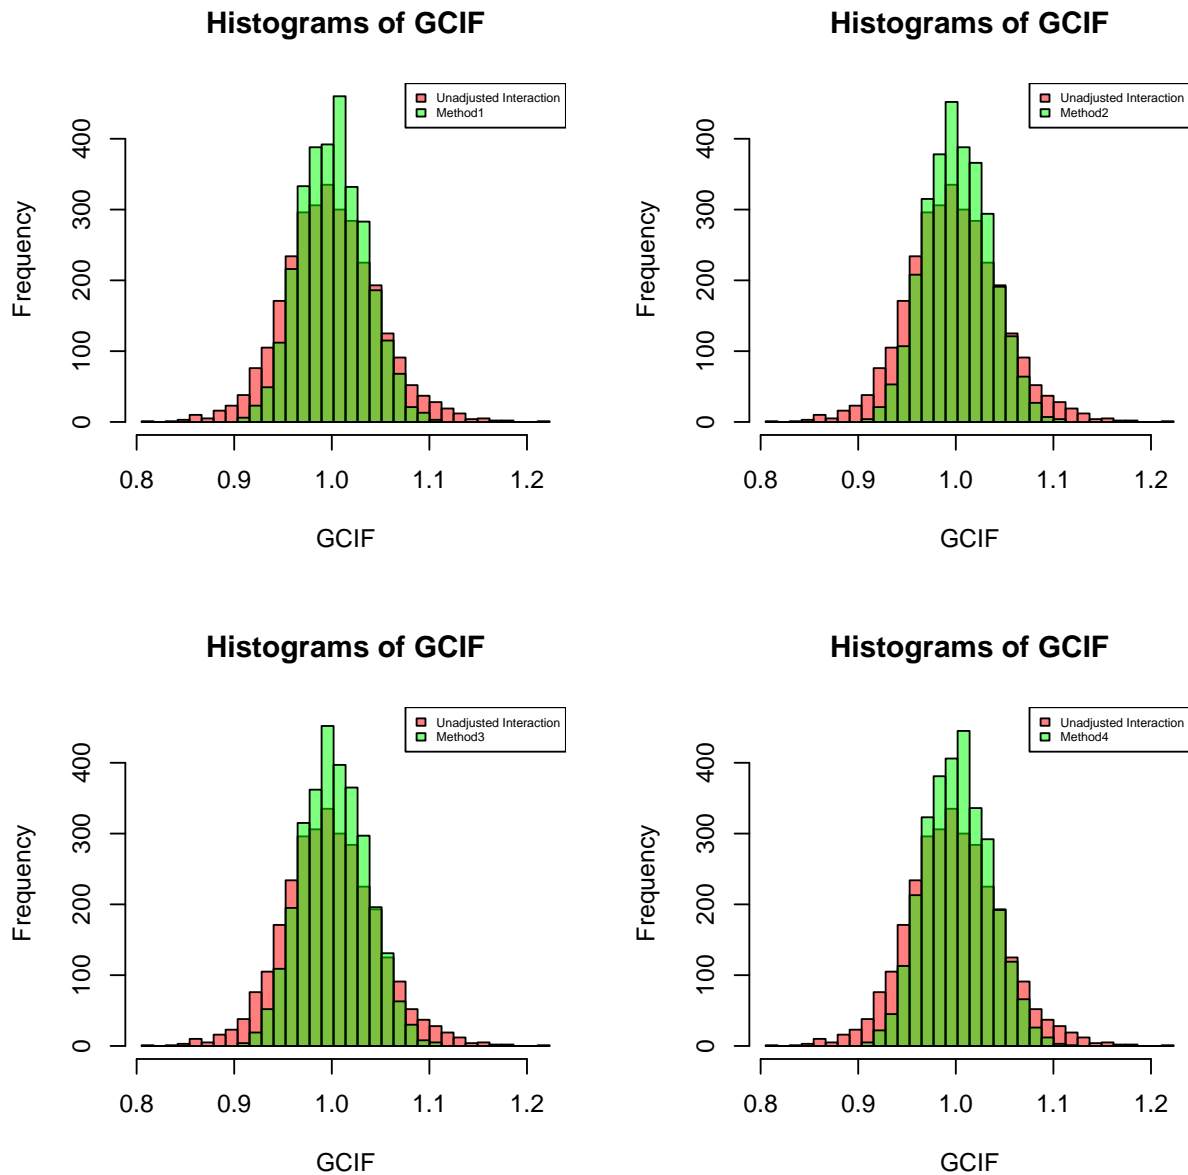 Histograms of GCIF
Unadjusted Interaction
Method1
Frequency
0 100 200 300 400
0.8 0.9 1.0 1.1 1.2
GCIF
Histograms of GCIF
Unadjusted Interaction
Method2
Frequency
0 100 200 300 400
0.8 0.9 1.0 1.1 1.2
GCIF
Histograms of GCIF
Unadjusted Interaction
Method3
Frequency
0 100 200 300 400
0.8 0.9 1.0 1.1 1.2
GCIF
Histograms of GCIF
Unadjusted Interaction
Method4
Frequency
0 100 200 300 400
0.8 0.9 1.0 1.1 1.2
GCIF